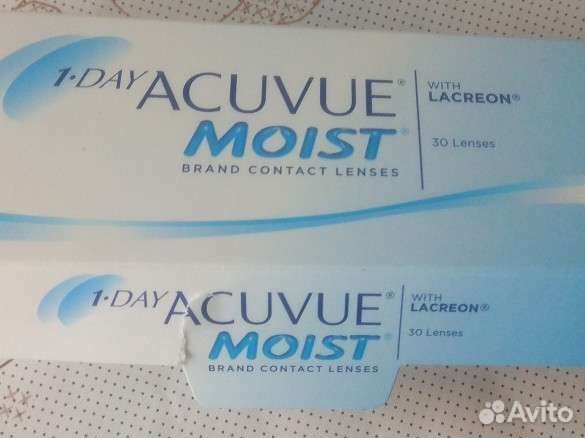 1·DAY ACUVUE®
MOIST®
BRAND CONTACT LENSES
WITH
LACREON®
30 Lenses
1·DAY ACUVUE®
MOIST®
BRAND CONTACT LENSES
WITH
LACREON®
30 Lenses
Avito